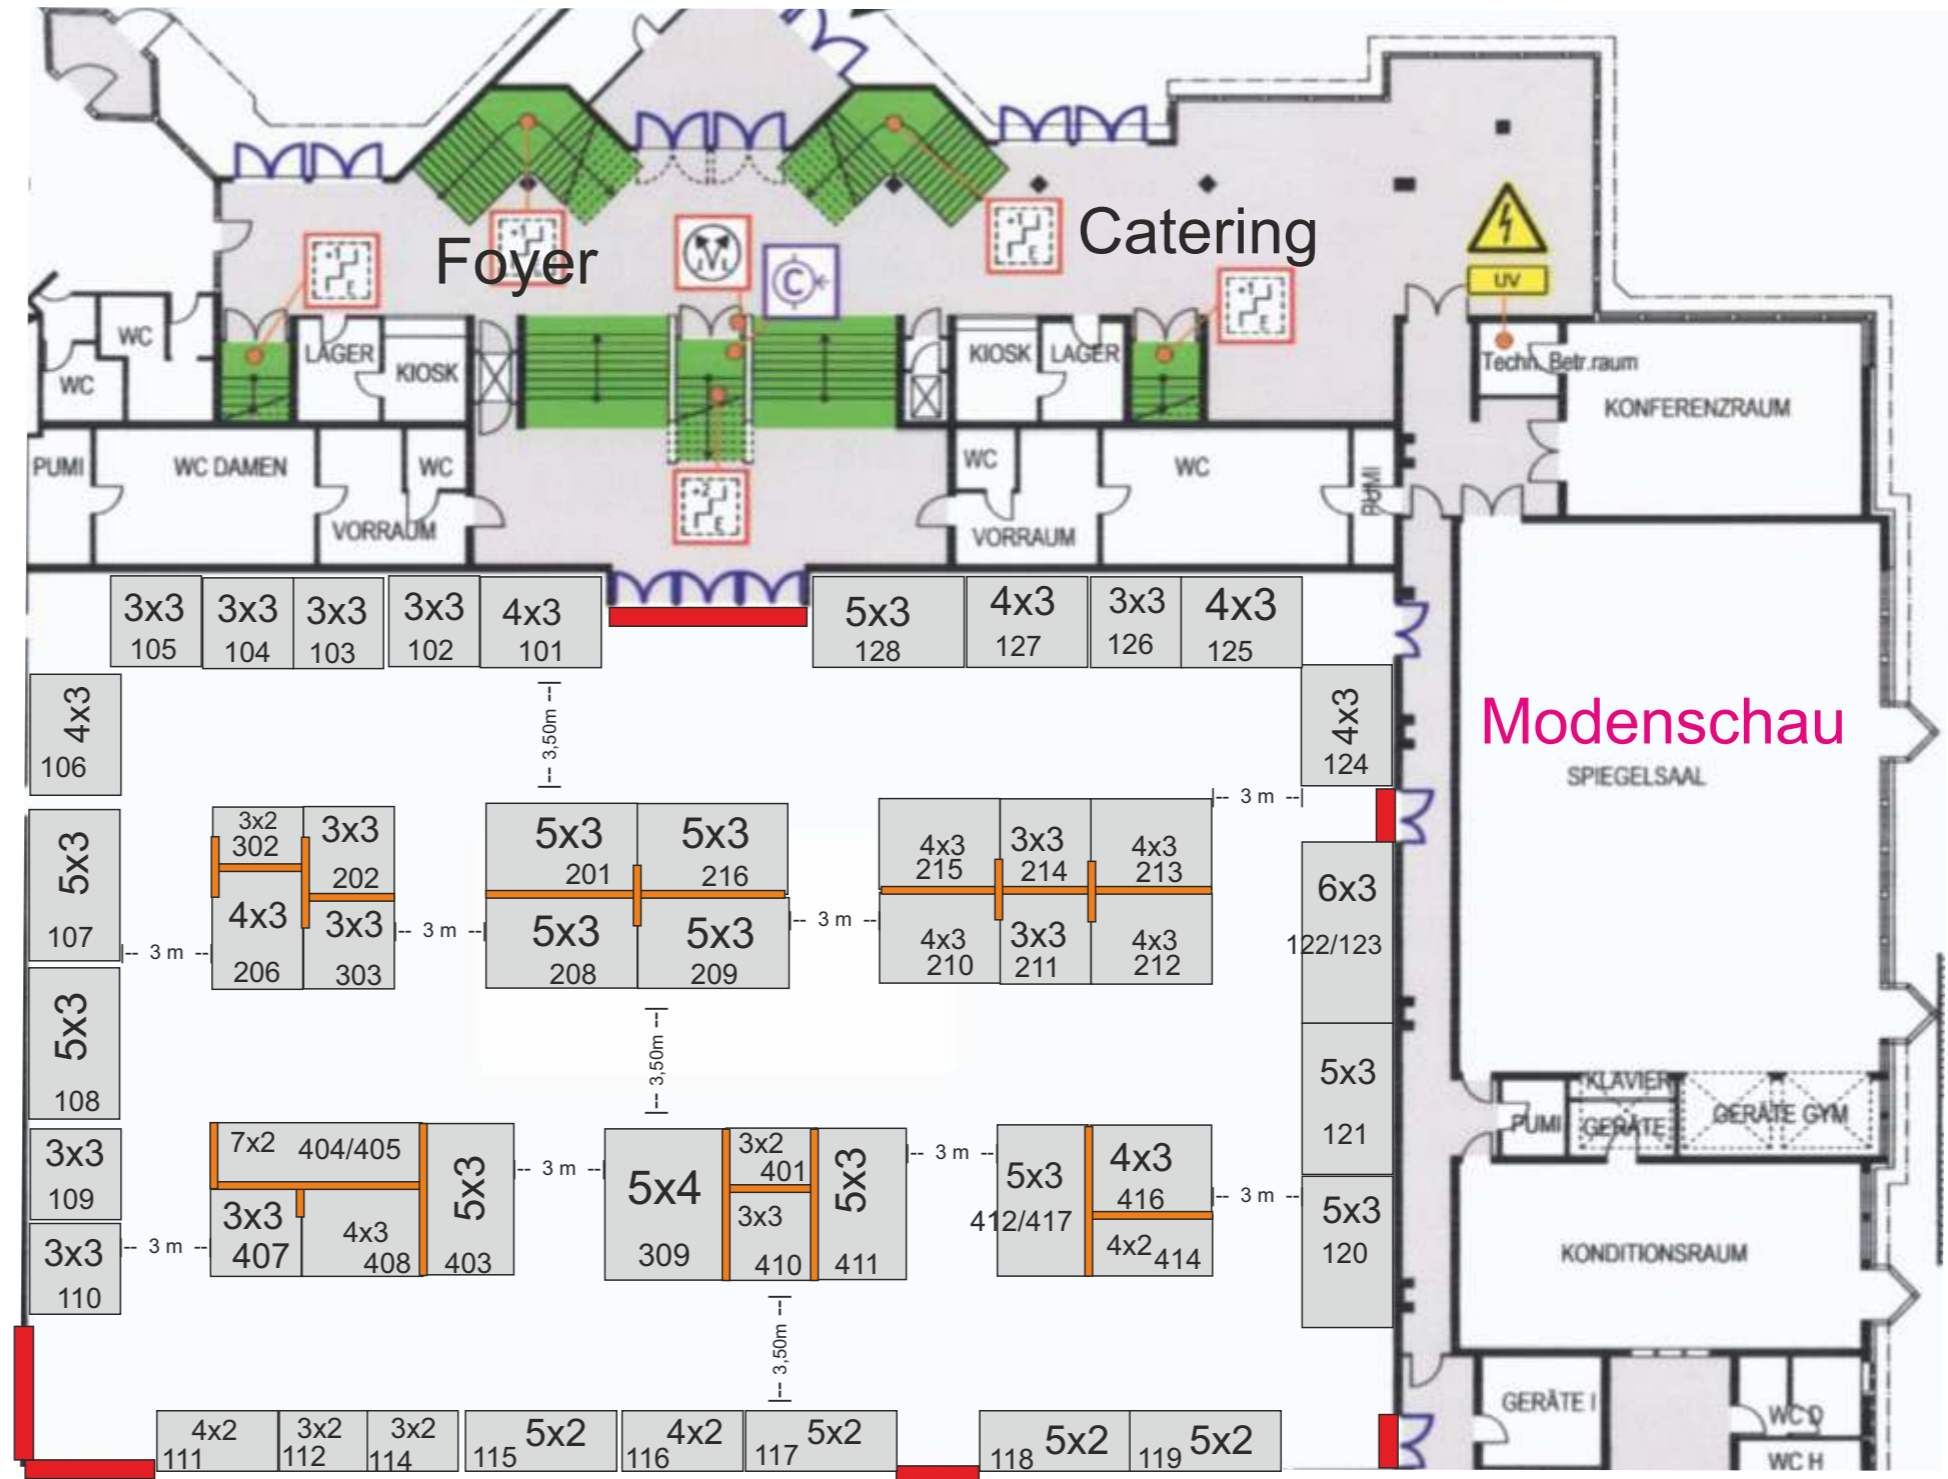 Foyer
Catering
+1
E
+1
E
+1
E
+1
E
C
UV
WC
WC
LAGER
KIOSK
KIOSK
LAGER
Techn. Betr.raum
KONFERENZRAUM
PUMI
WC DAMEN
WC
VORRAUM
+2
E
WC
VORRAUM
WC
PUMI
3x3
105
3x3
104
3x3
103
3x3
102
4x3
101
5x3
128
4x3
127
3x3
126
4x3
125
4x3
106
3,50m
4x3
124
Modenschau
SPIEGELSAAL
3 m
5x3
107
3x2
302
3x3
202
4x3
206
3x3
303
5x3
201
5x3
216
5x3
208
5x3
209
4x3
215
3x3
214
4x3
213
4x3
210
3x3
211
4x3
212
6x3
122/123
3 m
3 m
3 m
5x3
108
3,50m
5x3
121
KLAVIER
PUMI
GERÄTE
GERÄTE GYM
3x3
109
7x2
404/405
5x3
403
3x3
407
4x3
408
3 m
5x4
309
3x2
401
3x3
410
5x3
411
3 m
5x3
412/417
4x3
416
4x2
414
3 m
5x3
120
KONDITIONSRAUM
3x3
110
3 m
3,50m
4x2
111
3x2
112
3x2
114
5x2
115
4x2
116
5x2
117
5x2
118
5x2
119
GERÄTE I
WC D
WC H